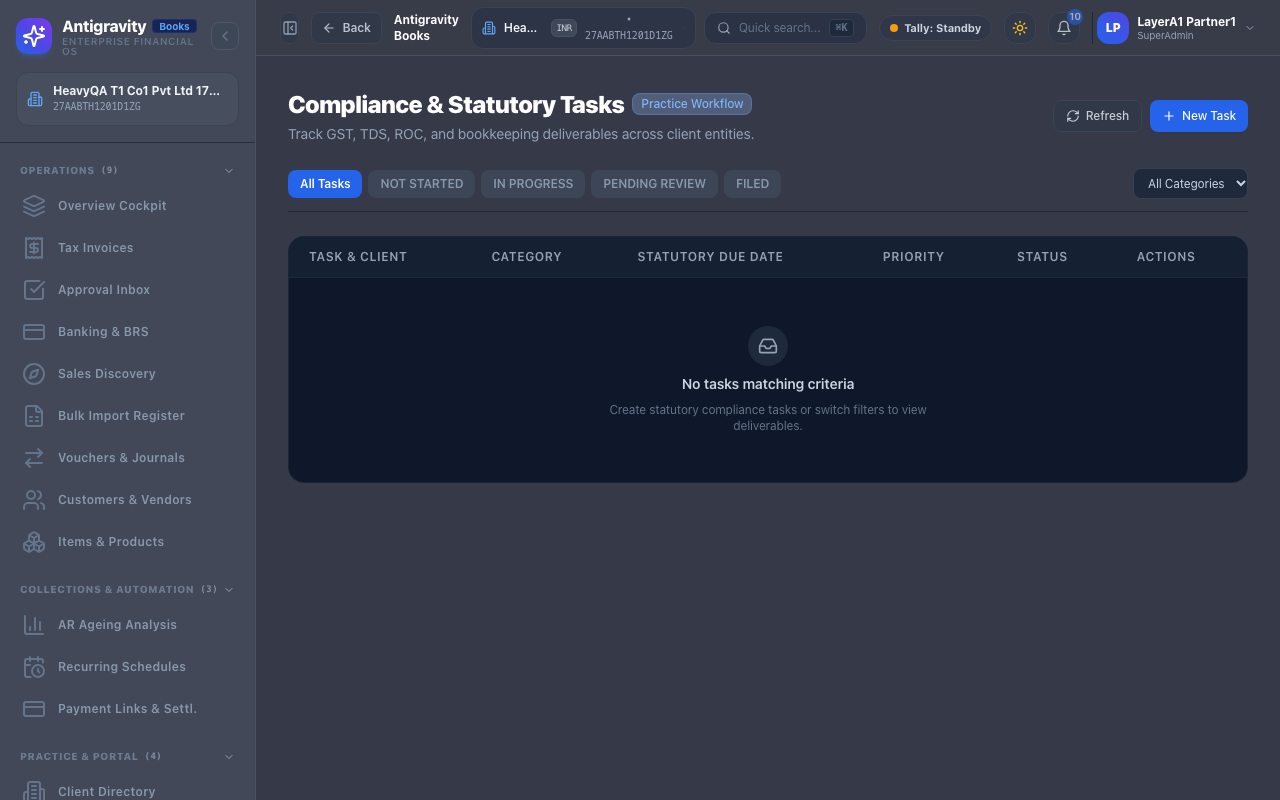 Antigravity Books
ENTERPRISE FINANCIAL OS
HeavyQA T1 Co1 Pvt Ltd 17...
27AABTH1201D1ZG
OPERATIONS (9)
Overview Cockpit
Tax Invoices
Approval Inbox
Banking & BRS
Sales Discovery
Bulk Import Register
Vouchers & Journals
Customers & Vendors
Items & Products
COLLECTIONS & AUTOMATION (3)
AR Ageing Analysis
Recurring Schedules
Payment Links & Settl.
PRACTICE & PORTAL (4)
Client Directory
Back
Antigravity Books
Hea... INR • 27AABTH1201D1ZG
Quick search... ⌘K
Tally: Standby
10
LP
LayerA1 Partner1
SuperAdmin
Compliance & Statutory Tasks Practice Workflow
Track GST, TDS, ROC, and bookkeeping deliverables across client entities.
Refresh
New Task
All Tasks NOT STARTED IN PROGRESS PENDING REVIEW FILED
All Categories
TASK & CLIENT CATEGORY STATUTORY DUE DATE PRIORITY STATUS ACTIONS
No tasks matching criteria
Create statutory compliance tasks or switch filters to view
deliverables.